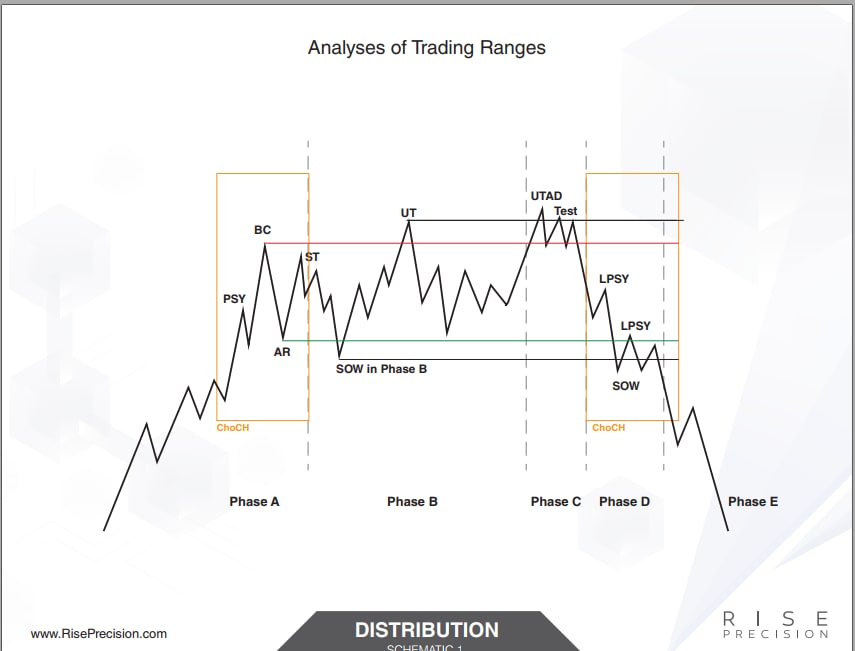 Analyses of Trading Ranges
UTAD
UT
Test
BC
ST
LPSY
PSY
LPSY
AR
SOW in Phase B
SOW
ChoCH
ChoCH
Phase A
Phase B
Phase C
Phase D
Phase E
www.RisePrecision.com
DISTRIBUTION
SCHEMATIC 1
RISE
PRECISION